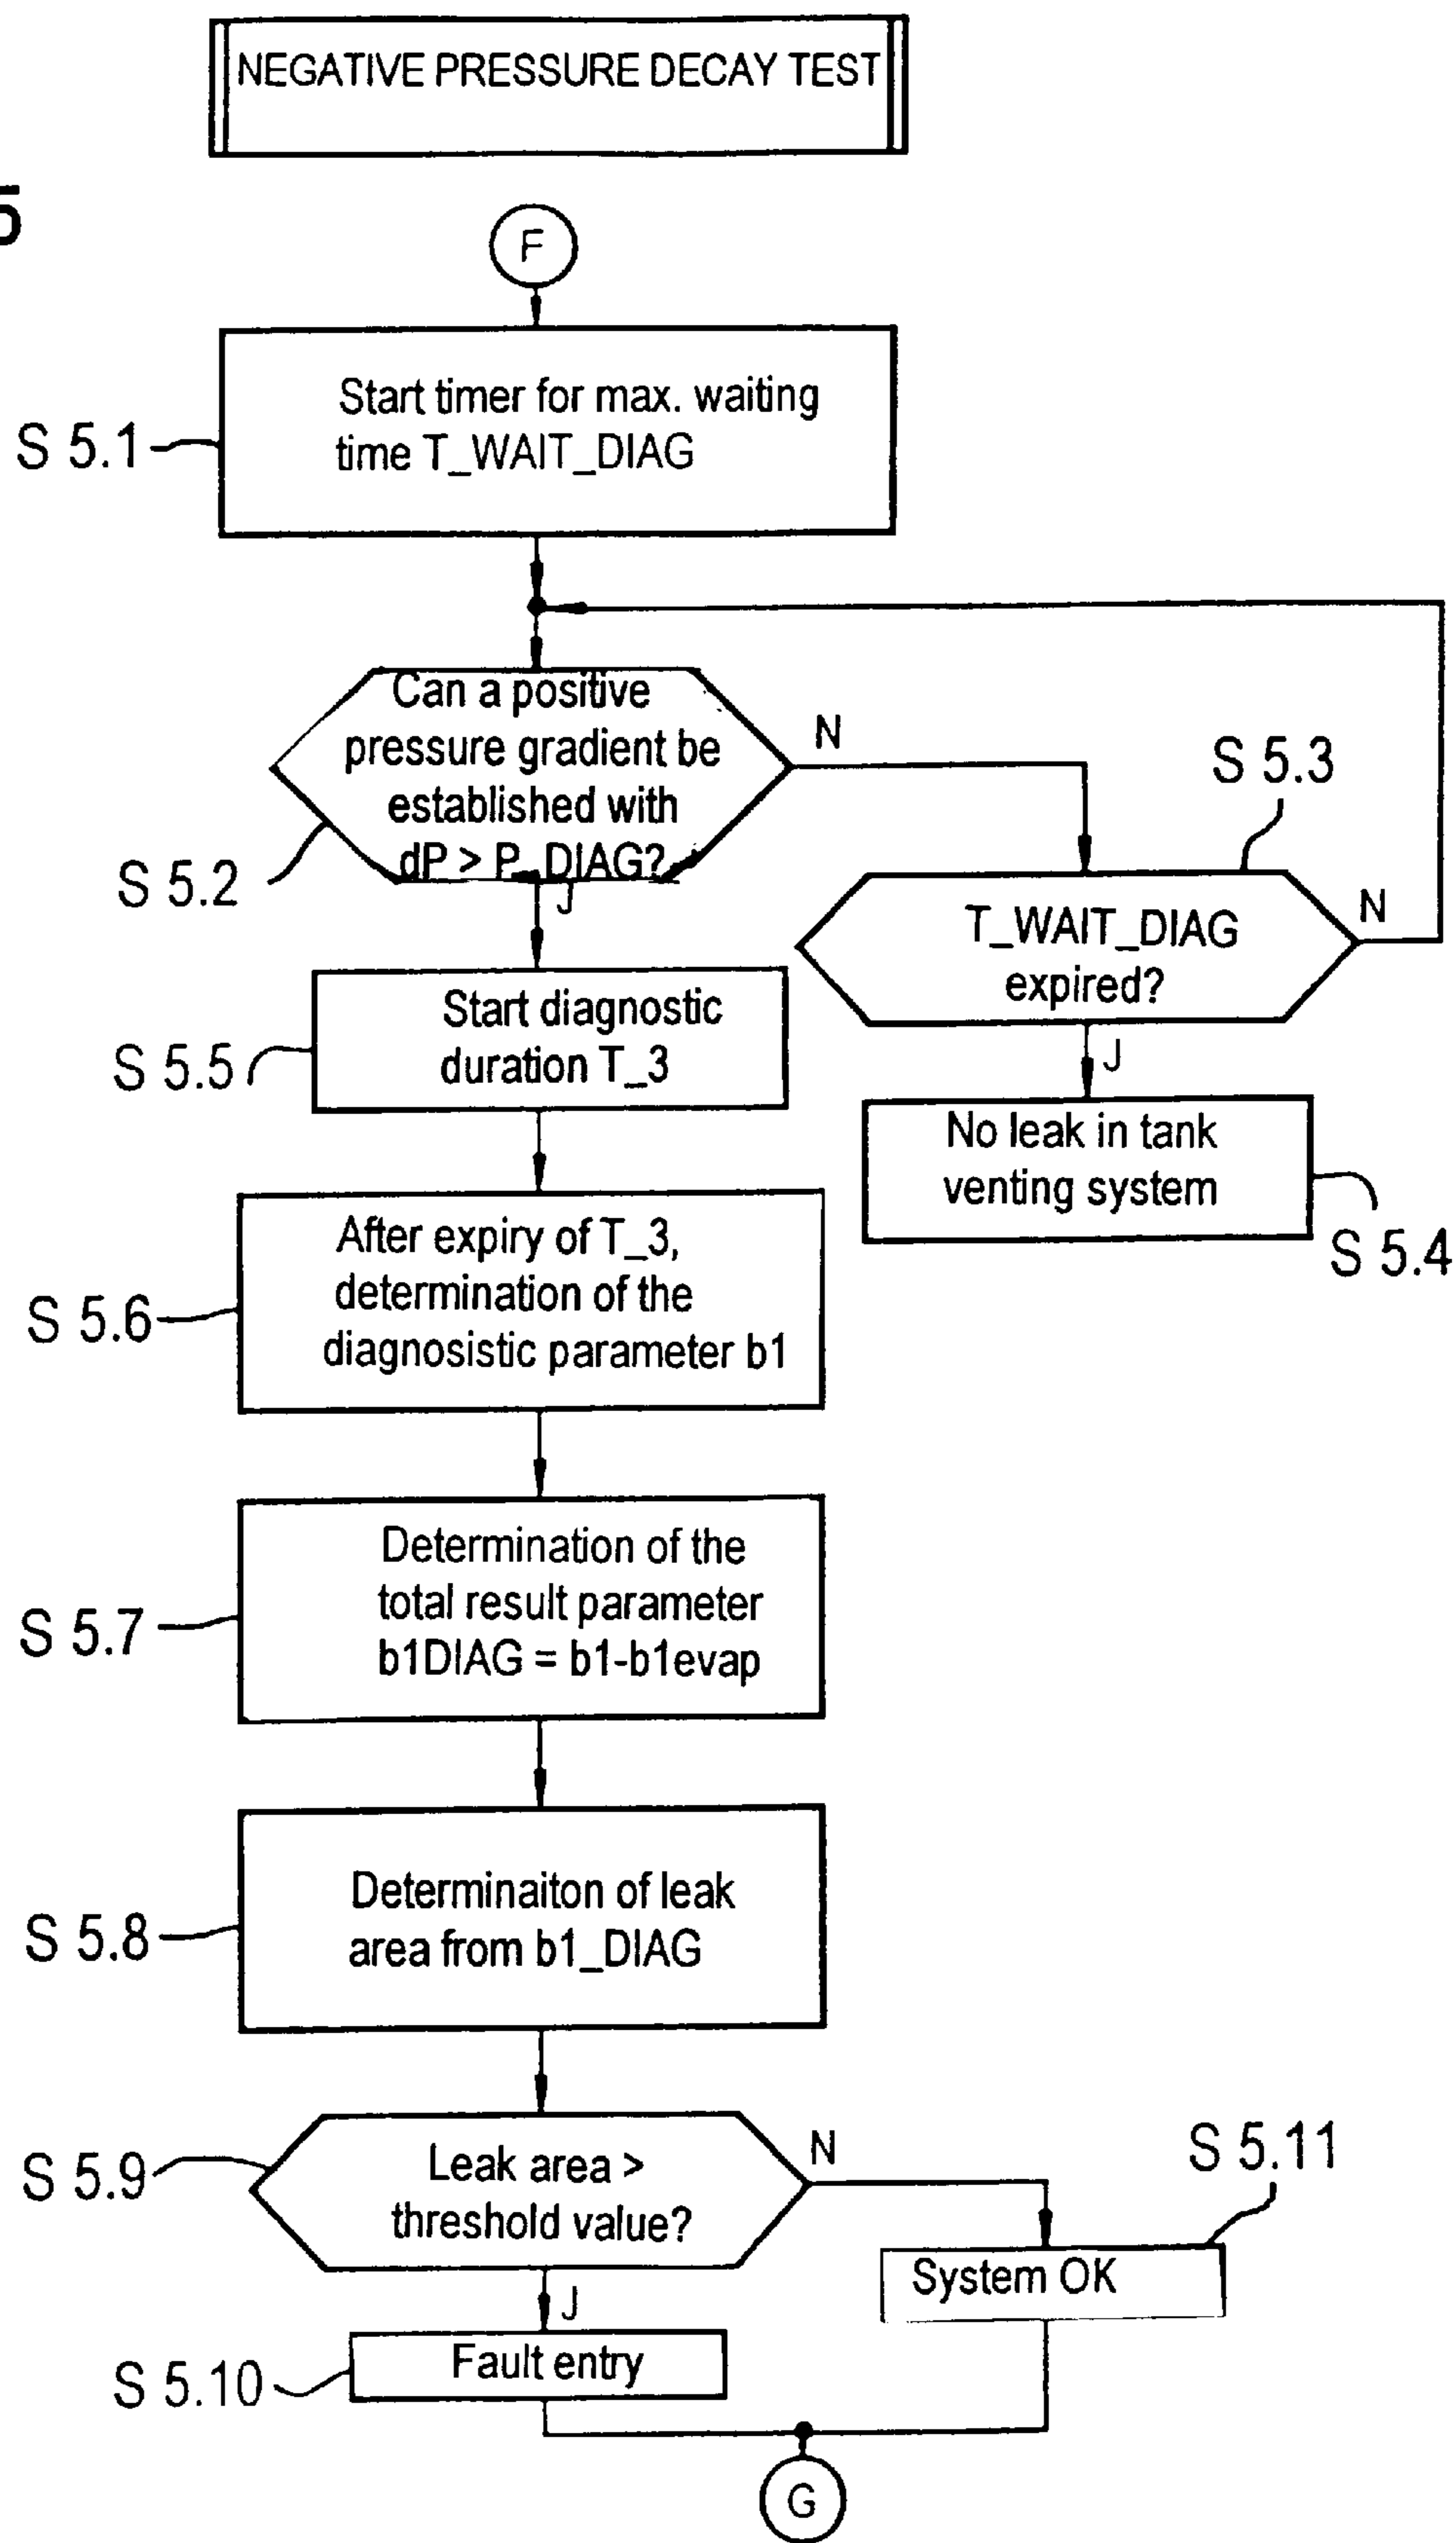 NEGATIVE PRESSURE DECAY TEST
5
F
S 5.1
Start timer for max. waiting
time T_WAIT_DIAG
Can a positive
pressure gradient be
established with
dP > P_DIAG?
N
J
S 5.2
S 5.3
T_WAIT_DIAG
expired?
N
J
S 5.5
Start diagnostic
duration T_3
No leak in tank
venting system
S 5.4
S 5.6
After expiry of T_3,
determination of the
diagnosistic parameter b1
S 5.7
Determination of the
total result parameter
b1DIAG = b1-b1evap
S 5.8
Determinaiton of leak
area from b1_DIAG
S 5.9
Leak area >
threshold value?
N
J
S 5.11
System OK
S 5.10
Fault entry
G